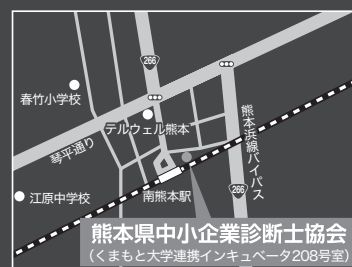 266
春竹小学校
テルウェル熊本
琴平通り
熊本浜線バイパス
江原中学校
南熊本駅
266
熊本県中小企業診断士協会
(くまもと大学連携インキュベータ208号室)